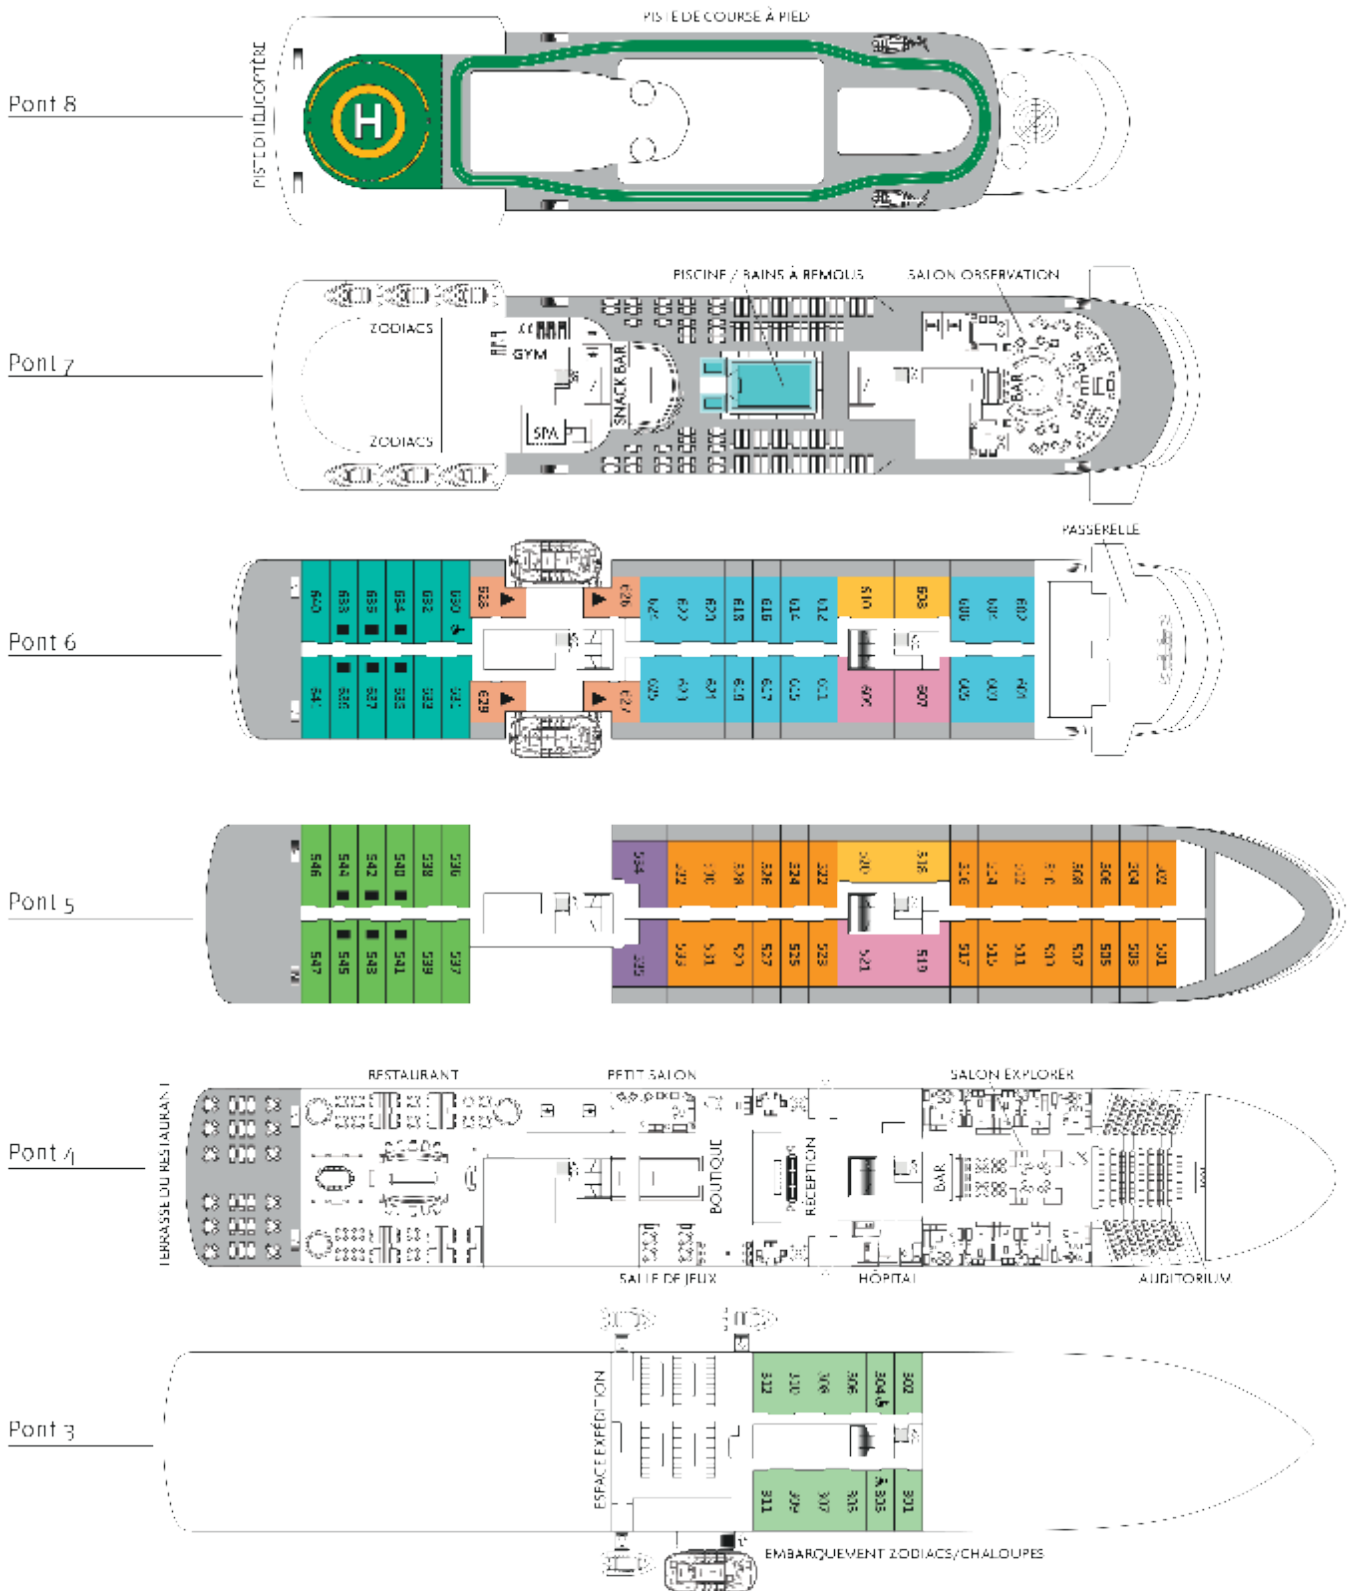 PISTE DE COURSE À PIED
PISTE D'HÉLICOPTÈRE
Pont 8
H
PISCINE / BAINS À REMOUS
SALON OBSERVATION
ZODIACS
GYM
SNACK BAR
BAR
Pont 7
SPA
ZODIACS
PASSERELLE
640 638 636 634 632 630 628 626 624 622 620 618 616 614 612 610 608 606 604 602
Pont 6
641 639 637 635 633 631 629 627 625 623 621 619 617 615 611 609 607 605 603 601
546 544 542 540 538 536 534 532 530 528 526 524 522 520 518 516 514 512 510 508 506 504 502
Pont 5
547 545 543 541 539 537 535 533 531 529 527 525 523 521 519 517 515 511 509 507 505 503 501
RESTAURANT
PETIT SALON
SALON EXPLORER
TERRASSE DU RESTAURANT
Pont 4
BOUTIQUE
RÉCEPTION
BAR
SALLE DE JEUX
HÔPITAL
AUDITORIUM
312 310 308 306 304 302
Pont 3
ESPACE EXPÉDITION
311 309 307 305 303 301
EMBARQUEMENT ZODIACS/CHALOUPES